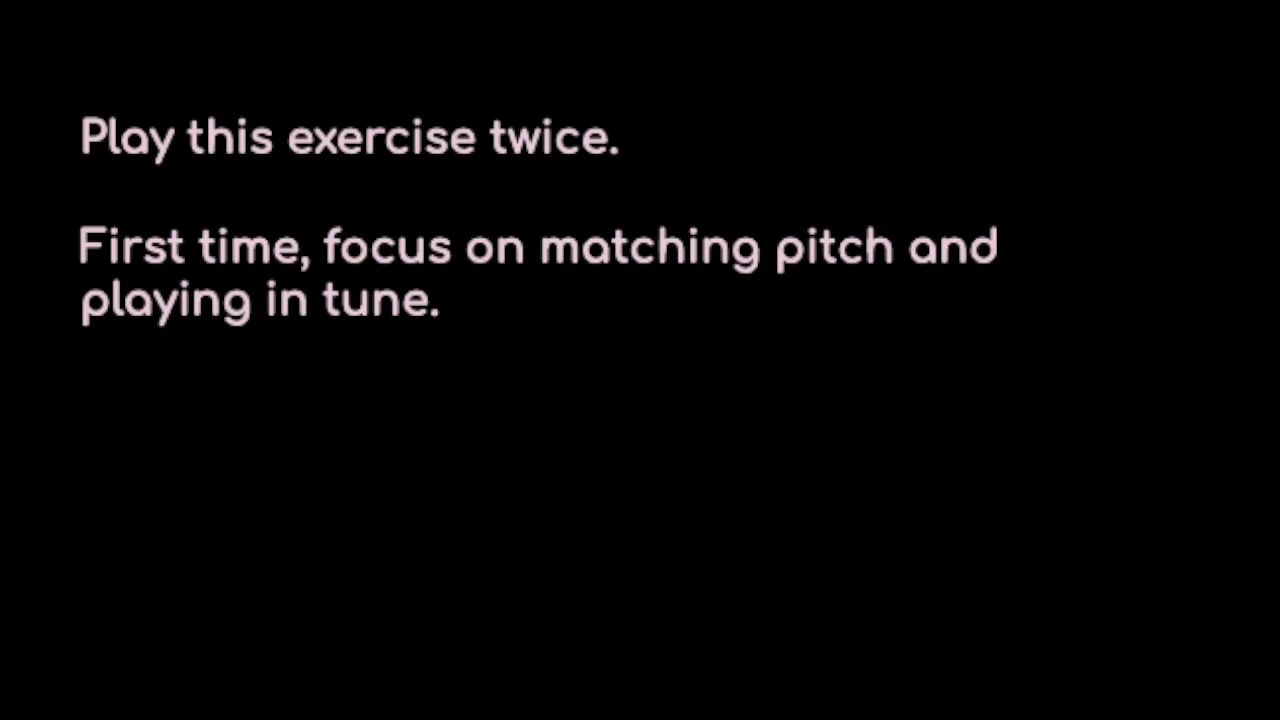 Play this exercise twice.
First time, focus on matching pitch and
playing in tune.